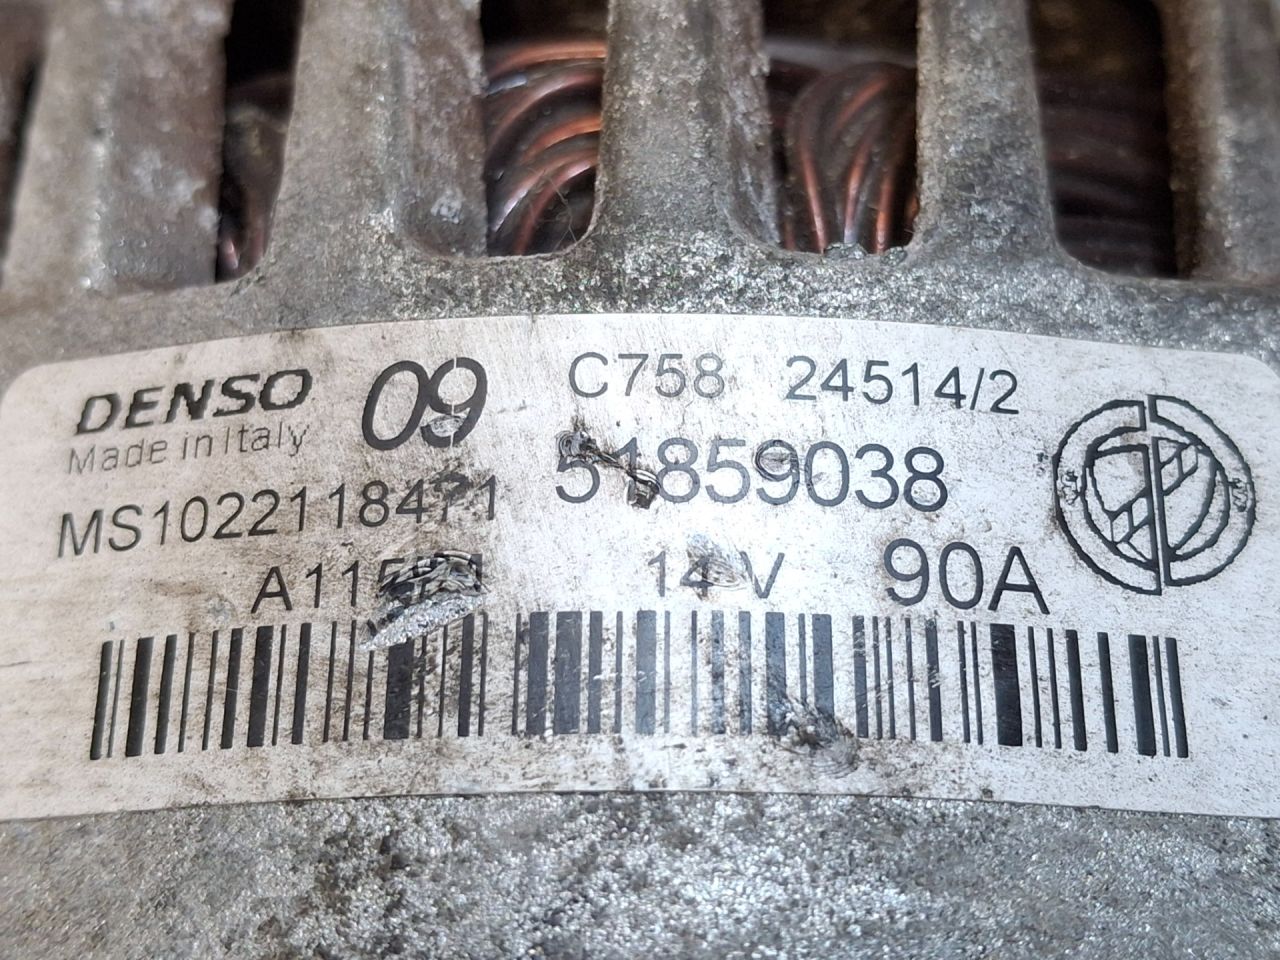 DENSO 09 C758 24514/2
Made in Italy 51859038
MS1022118471
14 V 90A